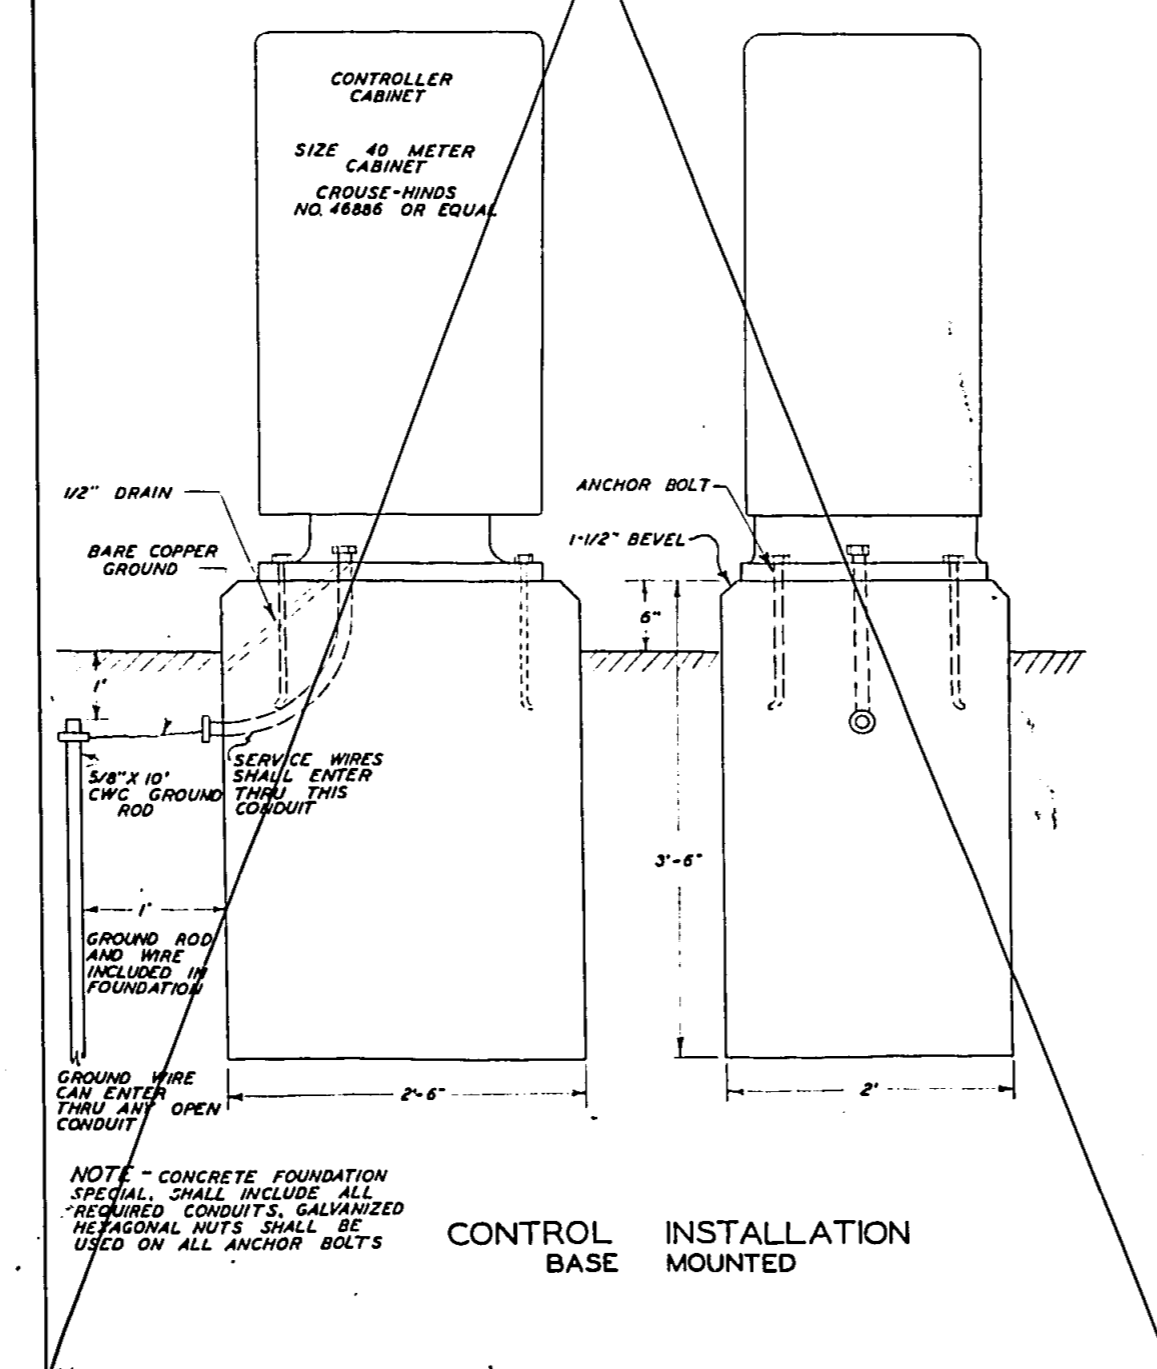 CONTROLLER
CABINET
SIZE 40 METER
CABINET
CROUSE-HINDS
NO. 46886 OR EQUAL
1/2" DRAIN
BARE COPPER
GROUND
ANCHOR BOLT
1-1/2" BEVEL
6"
1'
5/8" X 10'
CWC GROUND
ROD
SERVICE WIRES
SHALL ENTER
THRU THIS
CONDUIT
3'-6"
1'
GROUND ROD
AND WIRE
INCLUDED IN
FOUNDATION
GROUND WIRE
CAN ENTER
THRU ANY OPEN
CONDUIT
2'-6"
2'
NOTE - CONCRETE FOUNDATION
SPECIAL, SHALL INCLUDE ALL
REQUIRED CONDUITS, GALVANIZED
HEXAGONAL NUTS SHALL BE
USED ON ALL ANCHOR BOLTS
CONTROL INSTALLATION
BASE MOUNTED